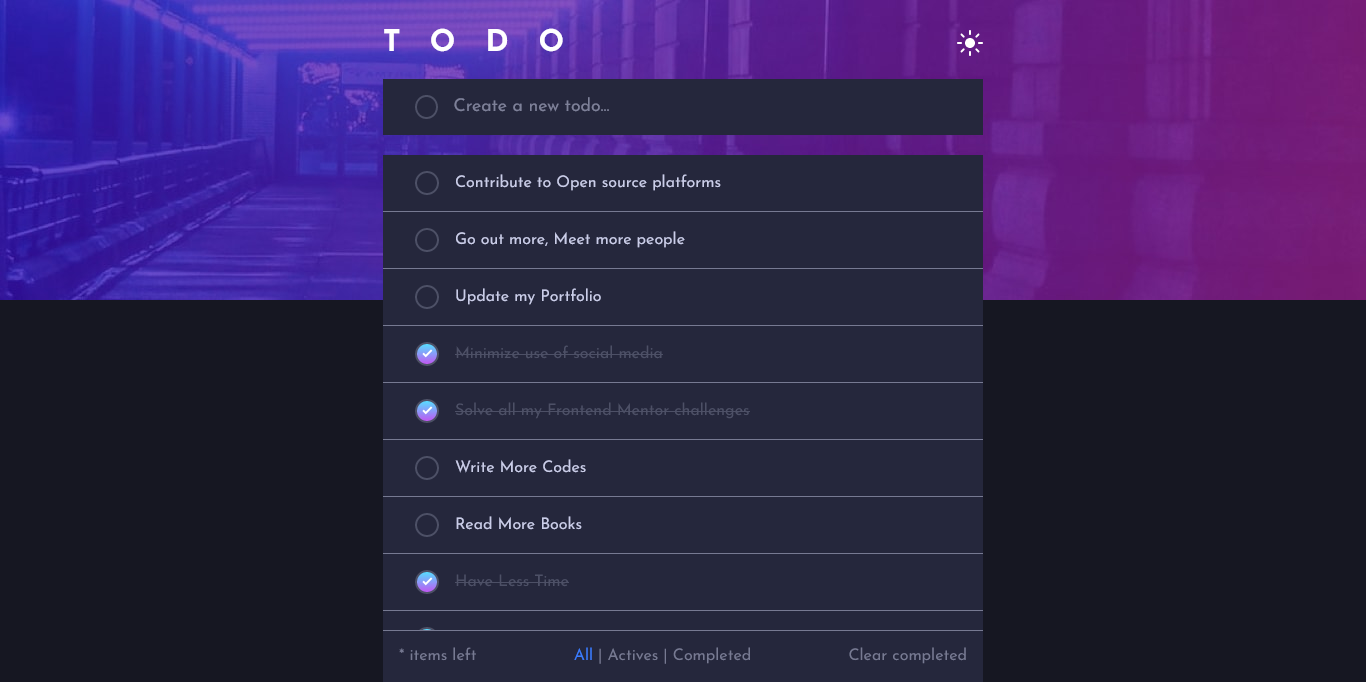 T O D O
Create a new todo...
Contribute to Open source platforms
Go out more, Meet more people
Update my Portfolio
Minimize use of social media
Solve all my Frontend Mentor challenges
Write More Codes
Read More Books
Have Less Time
* items left All | Actives | Completed Clear completed